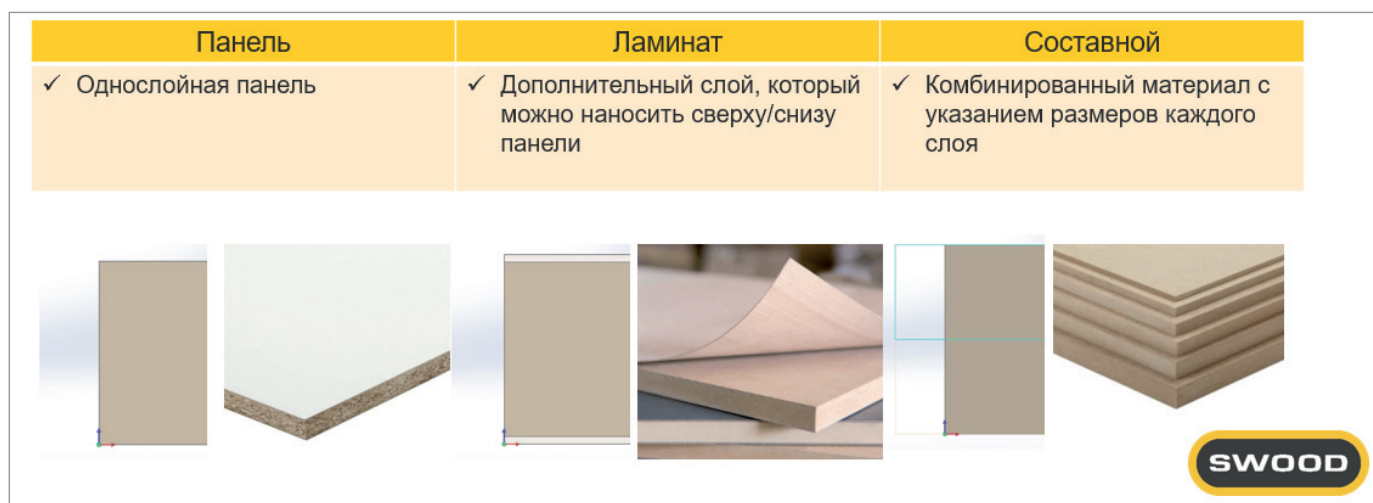 Панель
Ламинат
Составной
✓ Однослойная панель
✓ Дополнительный слой, который
можно наносить сверху/снизу
панели
✓ Комбинированный материал с
указанием размеров каждого
слоя
SWOOD